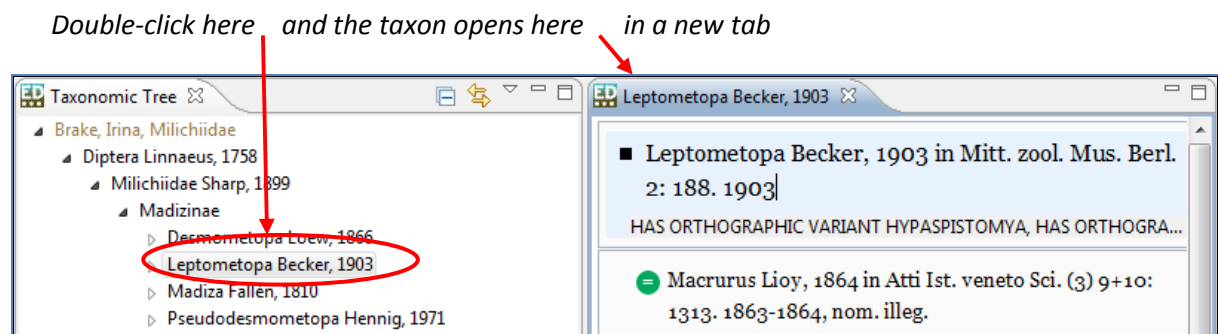 Double-click here and the taxon opens here in a new tab
Taxonomic Tree
Brake, Irina, Milichiidae
Diptera Linnaeus, 1758
Milichiidae Sharp, 1899
Madizinae
Desmometopa Loew, 1866
Leptometopa Becker, 1903
Madiza Fallén, 1810
Pseudodesmometopa Hennig, 1971
Leptometopa Becker, 1903
Leptometopa Becker, 1903 in Mitt. zool. Mus. Berl.
2: 188. 1903
HAS ORTHOGRAPHIC VARIANT HYPASPISTOMYA, HAS ORTHOGRA...
Macrurus Lioy, 1864 in Atti Ist. veneto Sci. (3) 9+10:
1313. 1863-1864, nom. illeg.